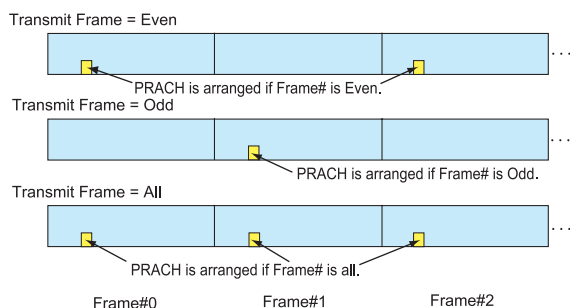 Transmit Frame = Even
...
PRACH is arranged if Frame# is Even.
Transmit Frame = Odd
...
PRACH is arranged if Frame# is Odd.
Transmit Frame = All
...
PRACH is arranged if Frame# is all.
Frame#0 Frame#1 Frame#2